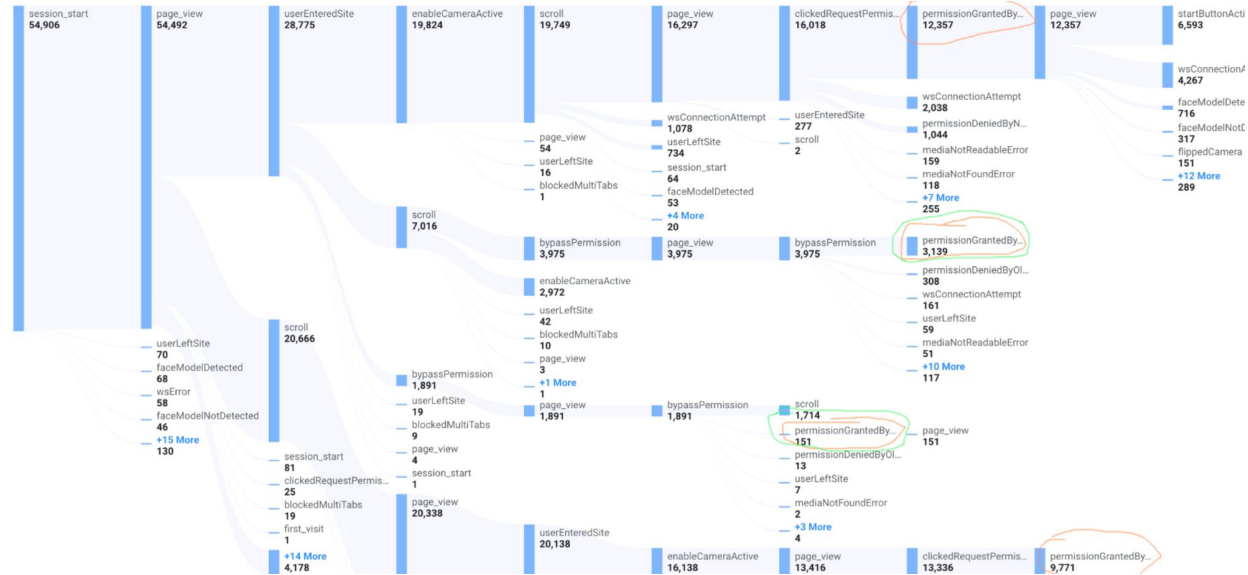 session_start
54,906
page_view
54,492
userLeftSite
70
faceModelDetected
68
wsError
58
faceModelNotDetected
46
+15 More
130
userEnteredSite
28,775
scroll
20,666
session_start
81
clickedRequestPermis...
25
blockedMultiTabs
19
first_visit
1
+14 More
4,178
enableCameraActive
19,824
scroll
7,016
bypassPermission
1,891
userLeftSite
19
blockedMultiTabs
9
page_view
4
session_start
1
page_view
20,338
scroll
19,749
page_view
54
userLeftSite
16
blockedMultiTabs
1
bypassPermission
3,975
enableCameraActive
2,972
userLeftSite
42
blockedMultiTabs
10
page_view
3
+1 More
1
page_view
1,891
userEnteredSite
20,138
page_view
16,297
wsConnectionAttempt
1,078
userLeftSite
734
session_start
64
faceModelDetected
53
+4 More
20
page_view
3,975
bypassPermission
1,891
enableCameraActive
16,138
clickedRequestPermis...
16,018
userEnteredSite
277
scroll
2
bypassPermission
3,975
scroll
1,714
permissionGrantedBy...
151
permissionDeniedByOl...
13
userLeftSite
7
mediaNotFoundError
2
+3 More
4
page_view
13,416
permissionGrantedBy...
12,357
wsConnectionAttempt
2,038
permissionDeniedByN...
1,044
mediaNotReadableError
159
mediaNotFoundError
118
+7 More
255
permissionGrantedBy...
3,139
permissionDeniedByOl...
308
wsConnectionAttempt
161
userLeftSite
59
mediaNotReadableError
51
+10 More
117
page_view
151
clickedRequestPermis...
13,336
page_view
12,357
permissionGrantedBy...
9,771
startButtonActi
6,593
wsConnectionA
4,267
faceModelDete
716
faceModelNotD
317
flippedCamera
151
+12 More
289